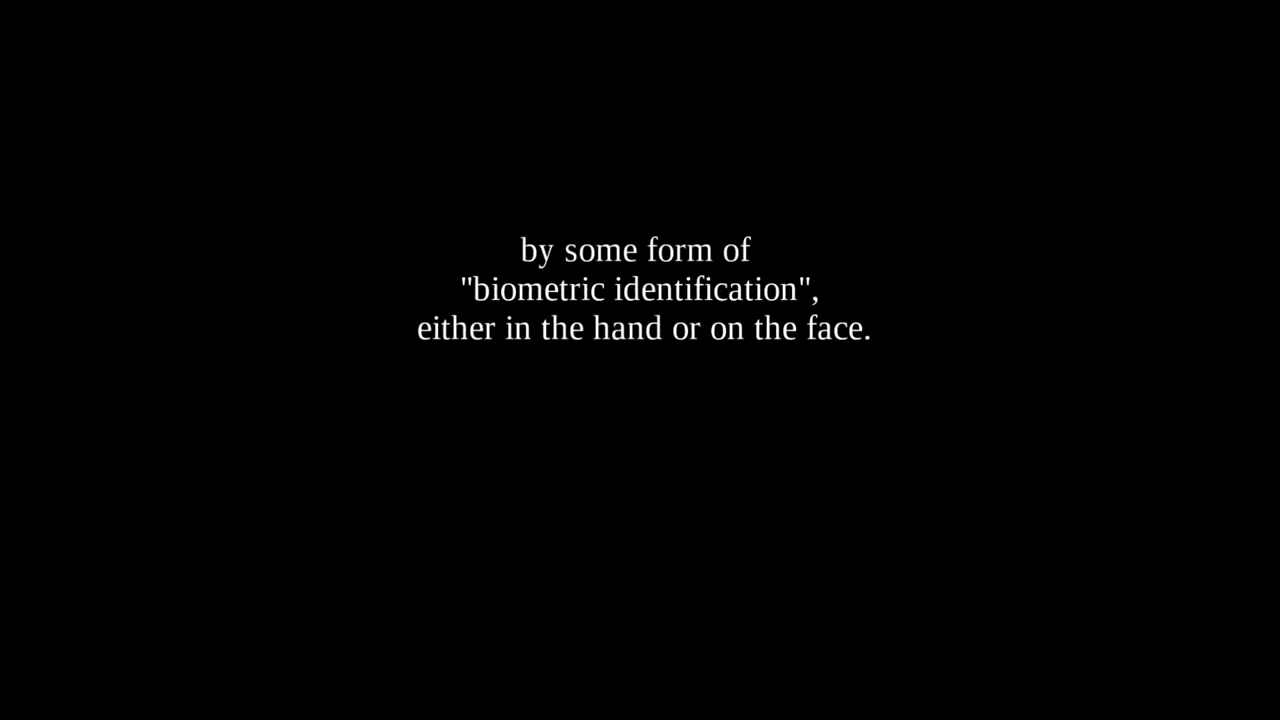 by some form of
"biometric identification",
either in the hand or on the face.